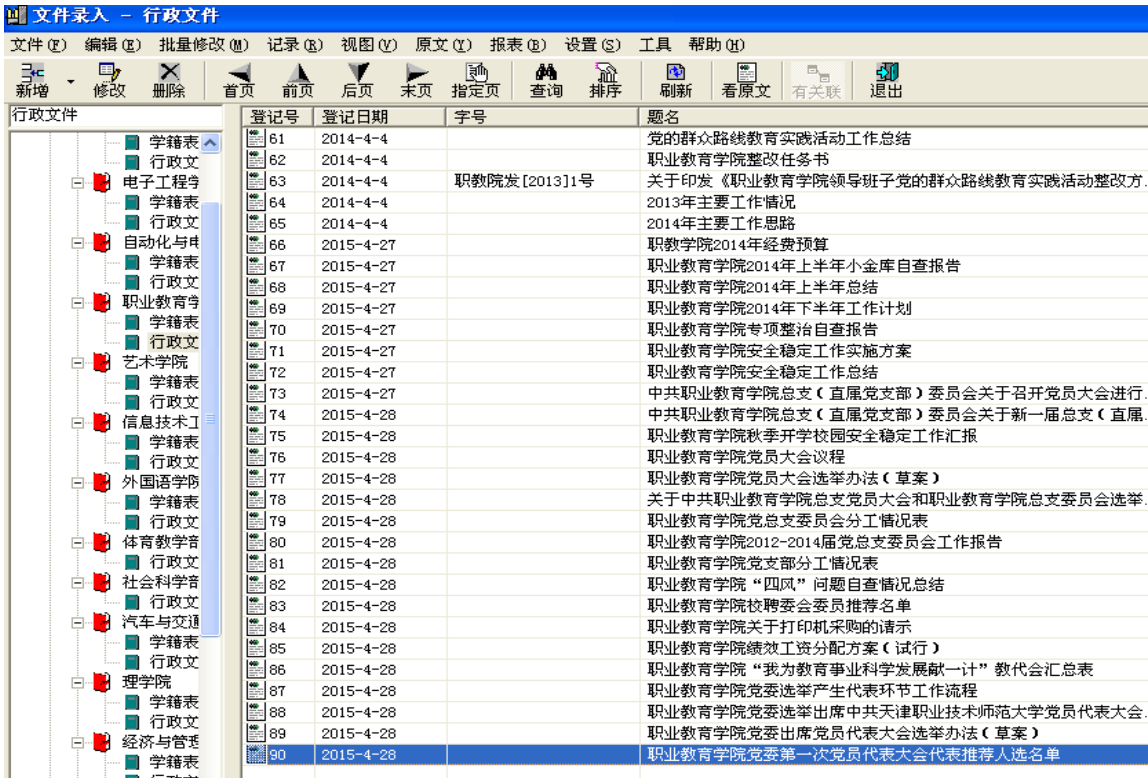 文件录入 - 行政文件
文件(F) 编辑(E) 批量修改(M) 记录(R) 视图(V) 原文(Y) 报表(B) 设置(S) 工具 帮助(H)
新增 修改 删除 首页 前页 后页 末页 指定页 查询 排序 刷新 看原文 有关联 退出
行政文件
学籍表
行政文
电子工程学
学籍表
行政文
自动化与电
学籍表
行政文
职业教育学
学籍表
行政文
艺术学院
学籍表
行政文
信息技术工
学籍表
行政文
外国语学院
学籍表
行政文
体育教学部
行政文
社会科学部
行政文
汽车与交通
学籍表
行政文
理学院
学籍表
行政文
经济与管理
学籍表
登记号 登记日期 字号 题名
61 2014-4-4 党的群众路线教育实践活动工作总结
62 2014-4-4 职业教育学院整改任务书
63 2014-4-4 职教院发[2013]1号 关于印发《职业教育学院领导班子党的群众路线教育实践活动整改方...
64 2014-4-4 2013年主要工作情况
65 2014-4-4 2014年主要工作思路
66 2015-4-27 职教学院2014年经费预算
67 2015-4-27 职业教育学院2014年上半年小金库自查报告
68 2015-4-27 职业教育学院2014年上半年总结
69 2015-4-27 职业教育学院2014年下半年工作计划
70 2015-4-27 职业教育学院专项整治自查报告
71 2015-4-27 职业教育学院安全稳定工作实施方案
72 2015-4-27 职业教育学院安全稳定工作总结
73 2015-4-27 中共职业教育学院总支(直属党支部)委员会关于召开党员大会进行...
74 2015-4-28 中共职业教育学院总支(直属党支部)委员会关于新一届总支(直属...
75 2015-4-28 职业教育学院秋季开学校园安全稳定工作汇报
76 2015-4-28 职业教育学院党员大会议程
77 2015-4-28 职业教育学院党员大会选举办法(草案)
78 2015-4-28 关于中共职业教育学院总支党员大会和职业教育学院总支委员会选举...
79 2015-4-28 职业教育学院党总支委员会分工情况表
80 2015-4-28 职业教育学院2012-2014届党总支委员会工作报告
81 2015-4-28 职业教育学院党支部分工情况表
82 2015-4-28 职业教育学院“四风”问题自查情况总结
83 2015-4-28 职业教育学院校聘委会委员推荐名单
84 2015-4-28 职业教育学院关于打印机采购的请示
85 2015-4-28 职业教育学院绩效工资分配方案(试行)
86 2015-4-28 职业教育学院“我为教育事业科学发展献一计”教代会汇总表
87 2015-4-28 职业教育学院党委选举产生代表环节工作流程
88 2015-4-28 职业教育学院党委选举出席中共天津职业技术师范大学党员代表大会...
89 2015-4-28 职业教育学院党委出席党员代表大会选举办法(草案)
90 2015-4-28 职业教育学院党委第一次党员代表大会代表推荐人选名单